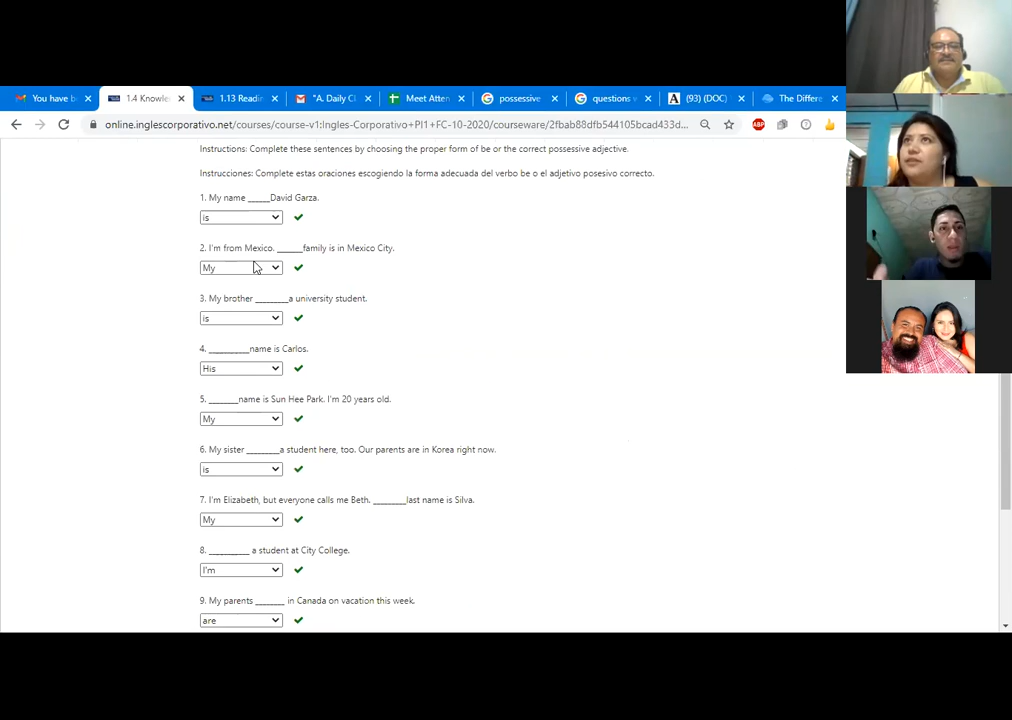 You have b
1.4 Knowle
1.13 Readin
"A. Daily C
Meet Atten
possessive
questions v
(93) (DOC)
The Differe
online.inglescorporativo.net/courses/course-v1:Ingles-Corporativo+PI1+FC-10-2020/courseware/2fbab88dfb544105bcad433d...
ABP
Instructions: Complete these sentences by choosing the proper form of be or the correct possessive adjective.
Instrucciones: Complete estas oraciones escogiendo la forma adecuada del verbo be o el adjetivo posesivo correcto.
1. My name _____David Garza.
is
2. I'm from Mexico. ______family is in Mexico City.
My
3. My brother ________a university student.
is
4. __________name is Carlos.
His
5. _______name is Sun Hee Park. I'm 20 years old.
My
6. My sister ________a student here, too. Our parents are in Korea right now.
is
7. I'm Elizabeth, but everyone calls me Beth. ________last name is Silva.
My
8. __________ a student at City College.
I'm
9. My parents _______ in Canada on vacation this week.
are